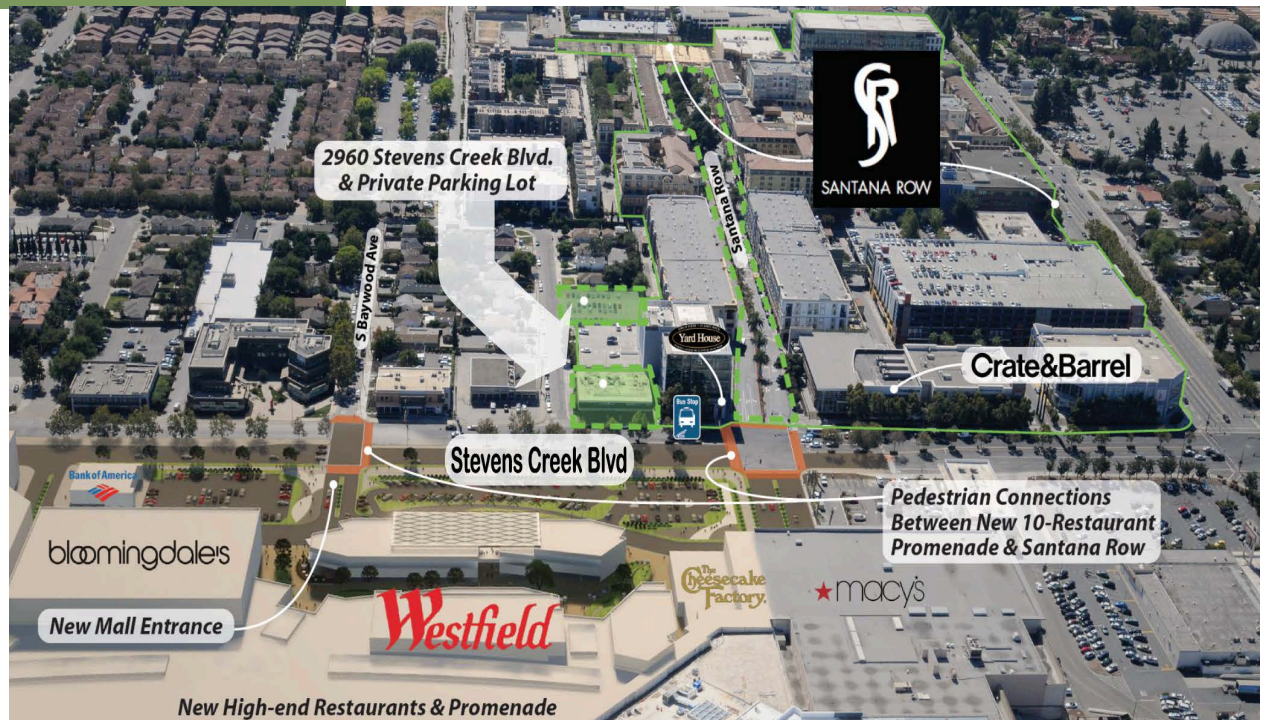 SANTANA ROW
2960 Stevens Creek Blvd.
& Private Parking Lot
Santana Row
S Baywood Ave
Yard House
Crate&Barrel
Bus Stop
Stevens Creek Blvd
Bank of America
Pedestrian Connections
Between New 10-Restaurant
Promenade & Santana Row
bloomingdale's
The
Cheesecake
Factory.
macy's
Westfield
New Mall Entrance
New High-end Restaurants & Promenade